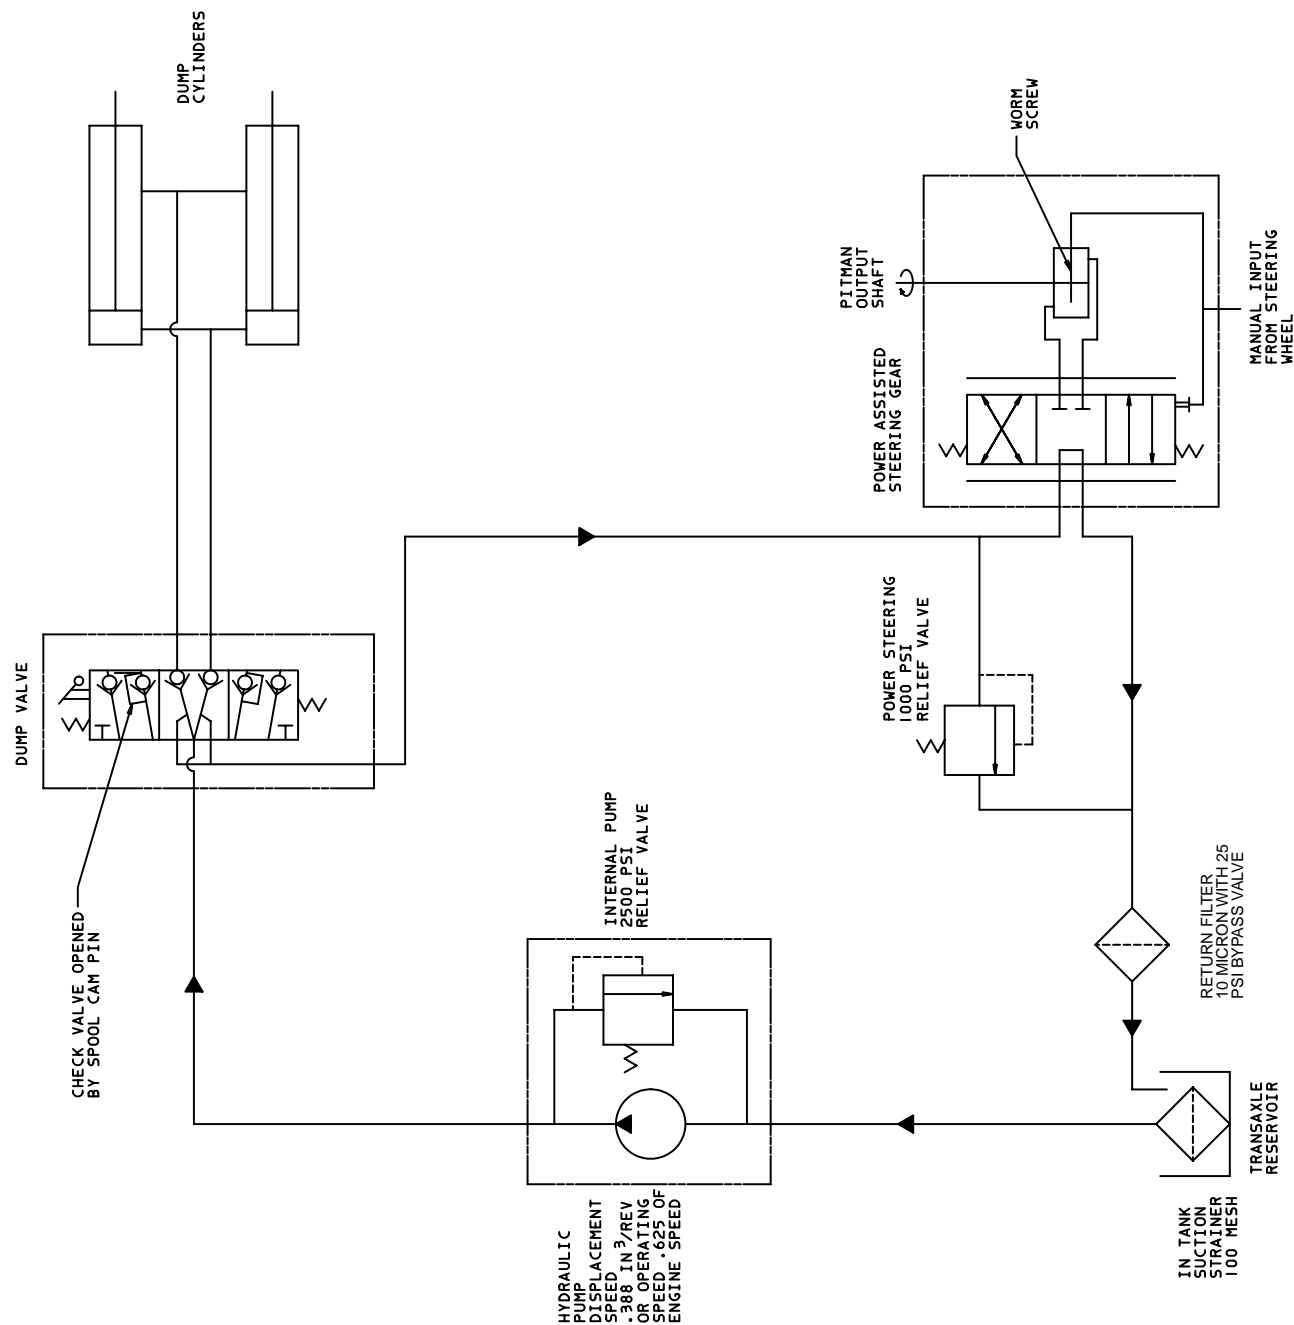 DUMP
CYLINDERS
DUMP VALVE
CHECK VALVE OPENED
BY SPOOL CAM PIN
WORM
SCREW
PITMAN
OUTPUT
SHAFT
MANUAL INPUT
FROM STEERING
WHEEL
POWER ASSISTED
STEERING GEAR
POWER STEERING
1000 PSI
RELIEF VALVE
INTERNAL PUMP
2500 PSI
RELIEF VALVE
RETURN FILTER
10 MICRON WITH 25
PSI BYPASS VALVE
HYDRAULIC
PUMP
DISPLACEMENT
SPEED
.388 IN³/REV
OR OPERATING
SPEED .625 OF
ENGINE SPEED
TRANSAXLE
RESERVOIR
IN TANK
SUCTION
STRAINER
100 MESH